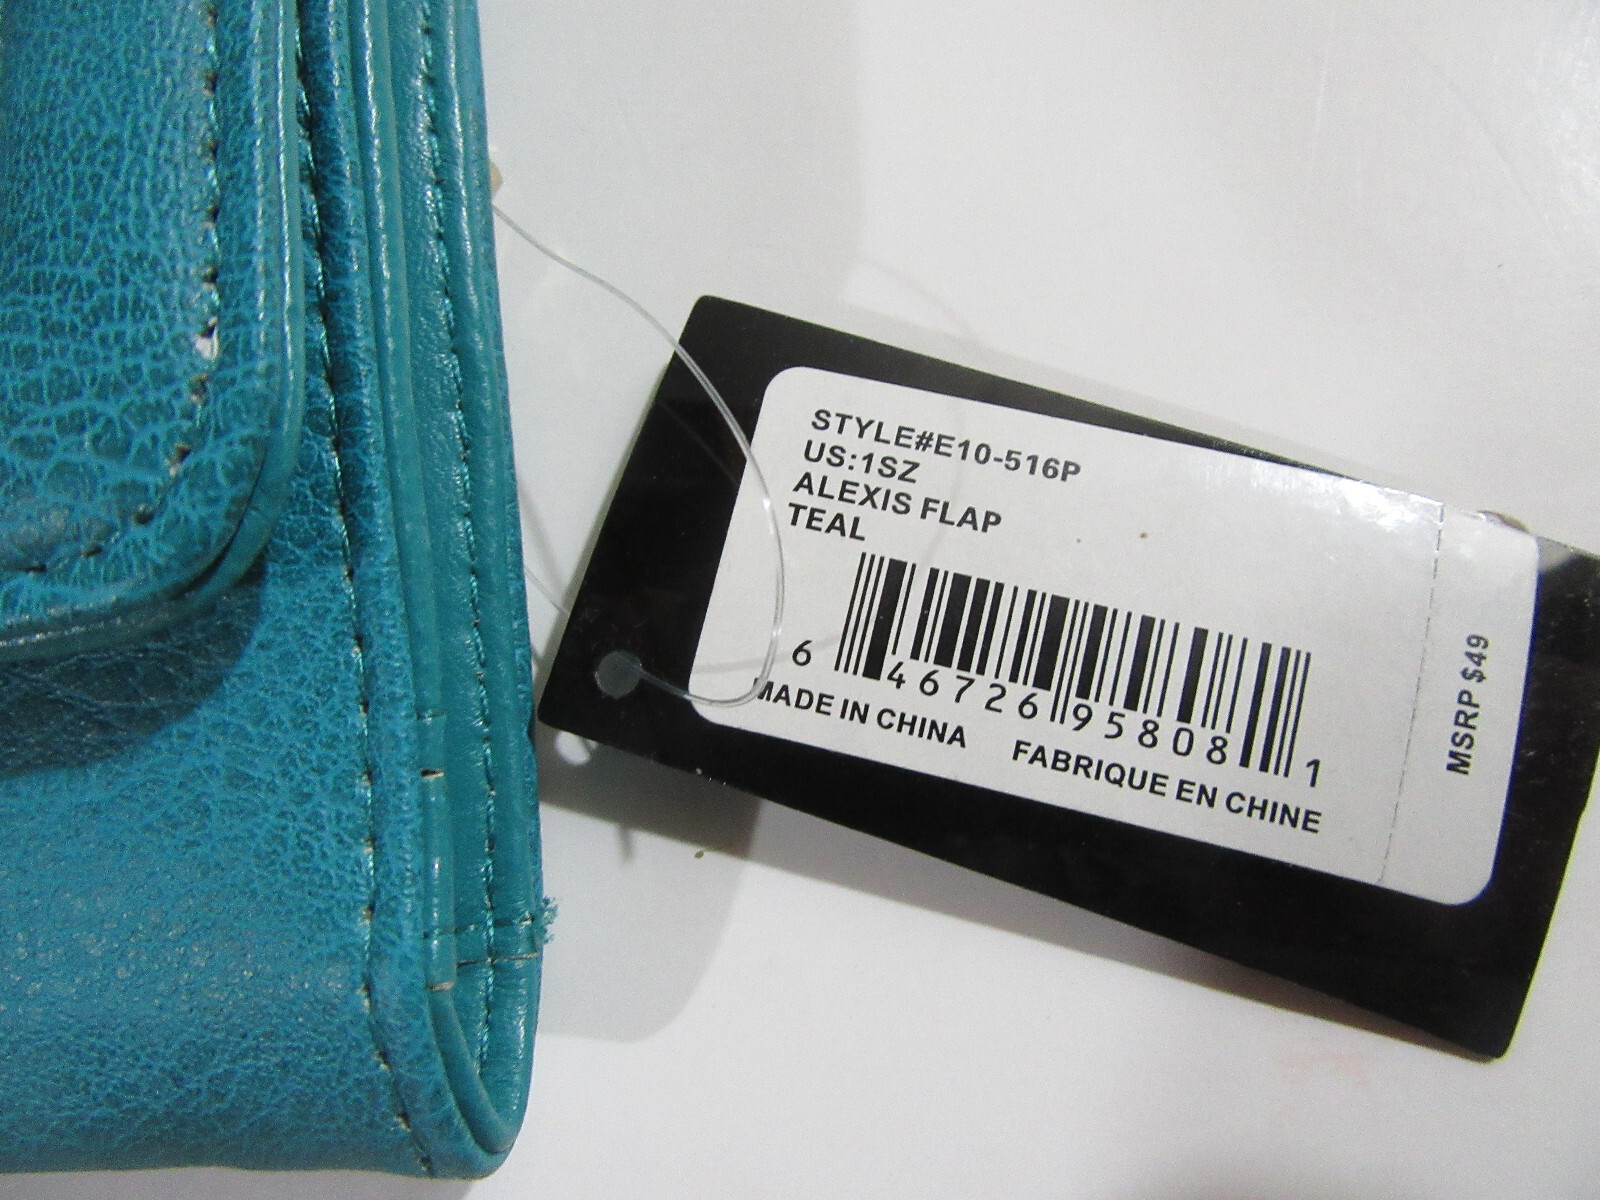 STYLE#E10-516P
US:1SZ
ALEXIS FLAP
TEAL
6 46726 95808 1
MADE IN CHINA FABRIQUE EN CHINE
MSRP $49